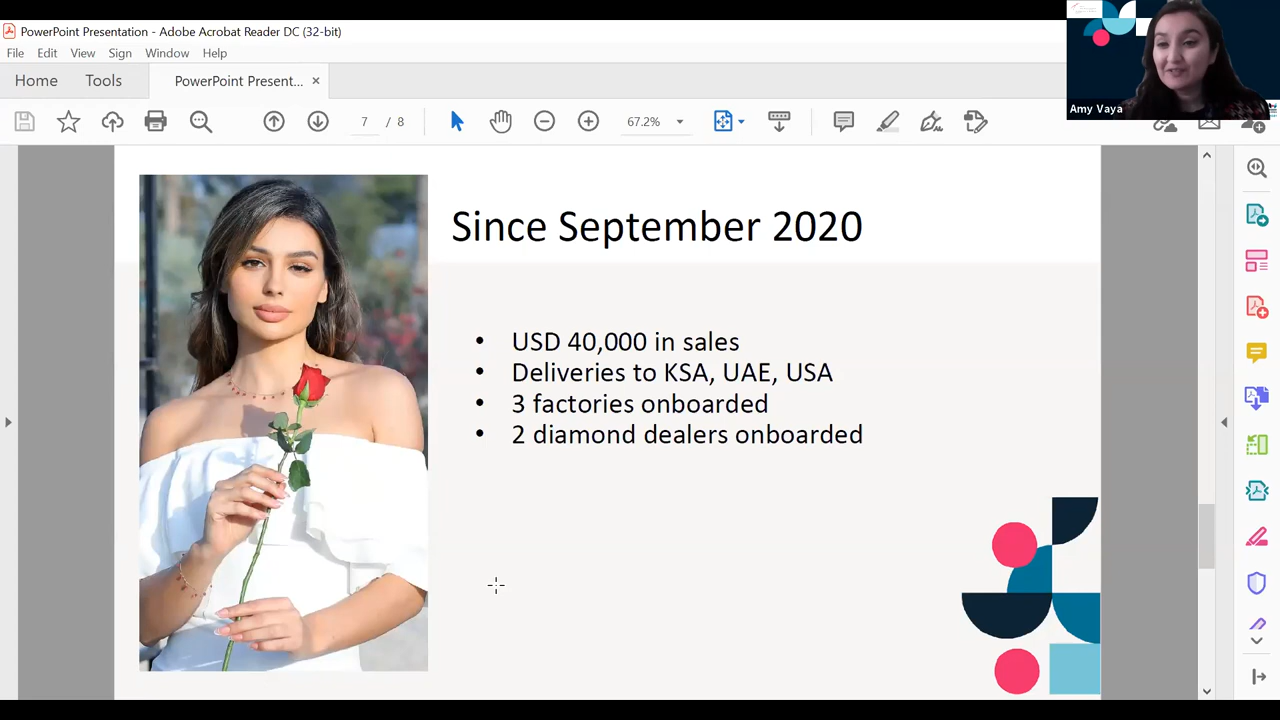 PowerPoint Presentation - Adobe Acrobat Reader DC (32-bit)
File Edit View Sign Window Help
Home Tools PowerPoint Present... ×
7 / 8 67.2%
Amy Vaya
Since September 2020
• USD 40,000 in sales
• Deliveries to KSA, UAE, USA
• 3 factories onboarded
• 2 diamond dealers onboarded